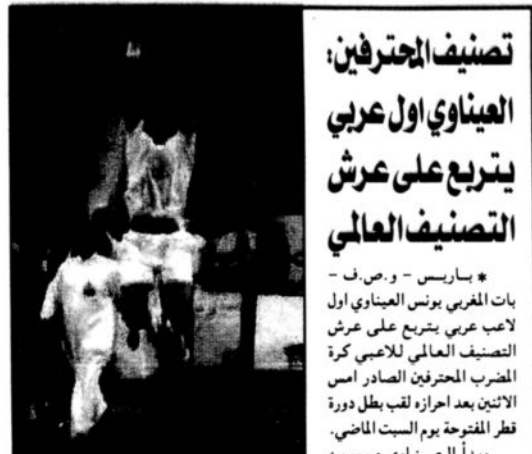 تصنيف المحترفين:
العيناوي اول عربي
يتربع على عرش
التصنيف العالمي
* باريس - و.ص.ف -
بات المغربي يونس العيناوي اول
لاعب عربي يتربع على عرش
التصنيف العالمي للاعبي كرة
المضرب المحترفين الصادر امس
الاثنين بعد احرازه لقب بطل دورة
قطر المفتوحة يوم السبت الماضي.